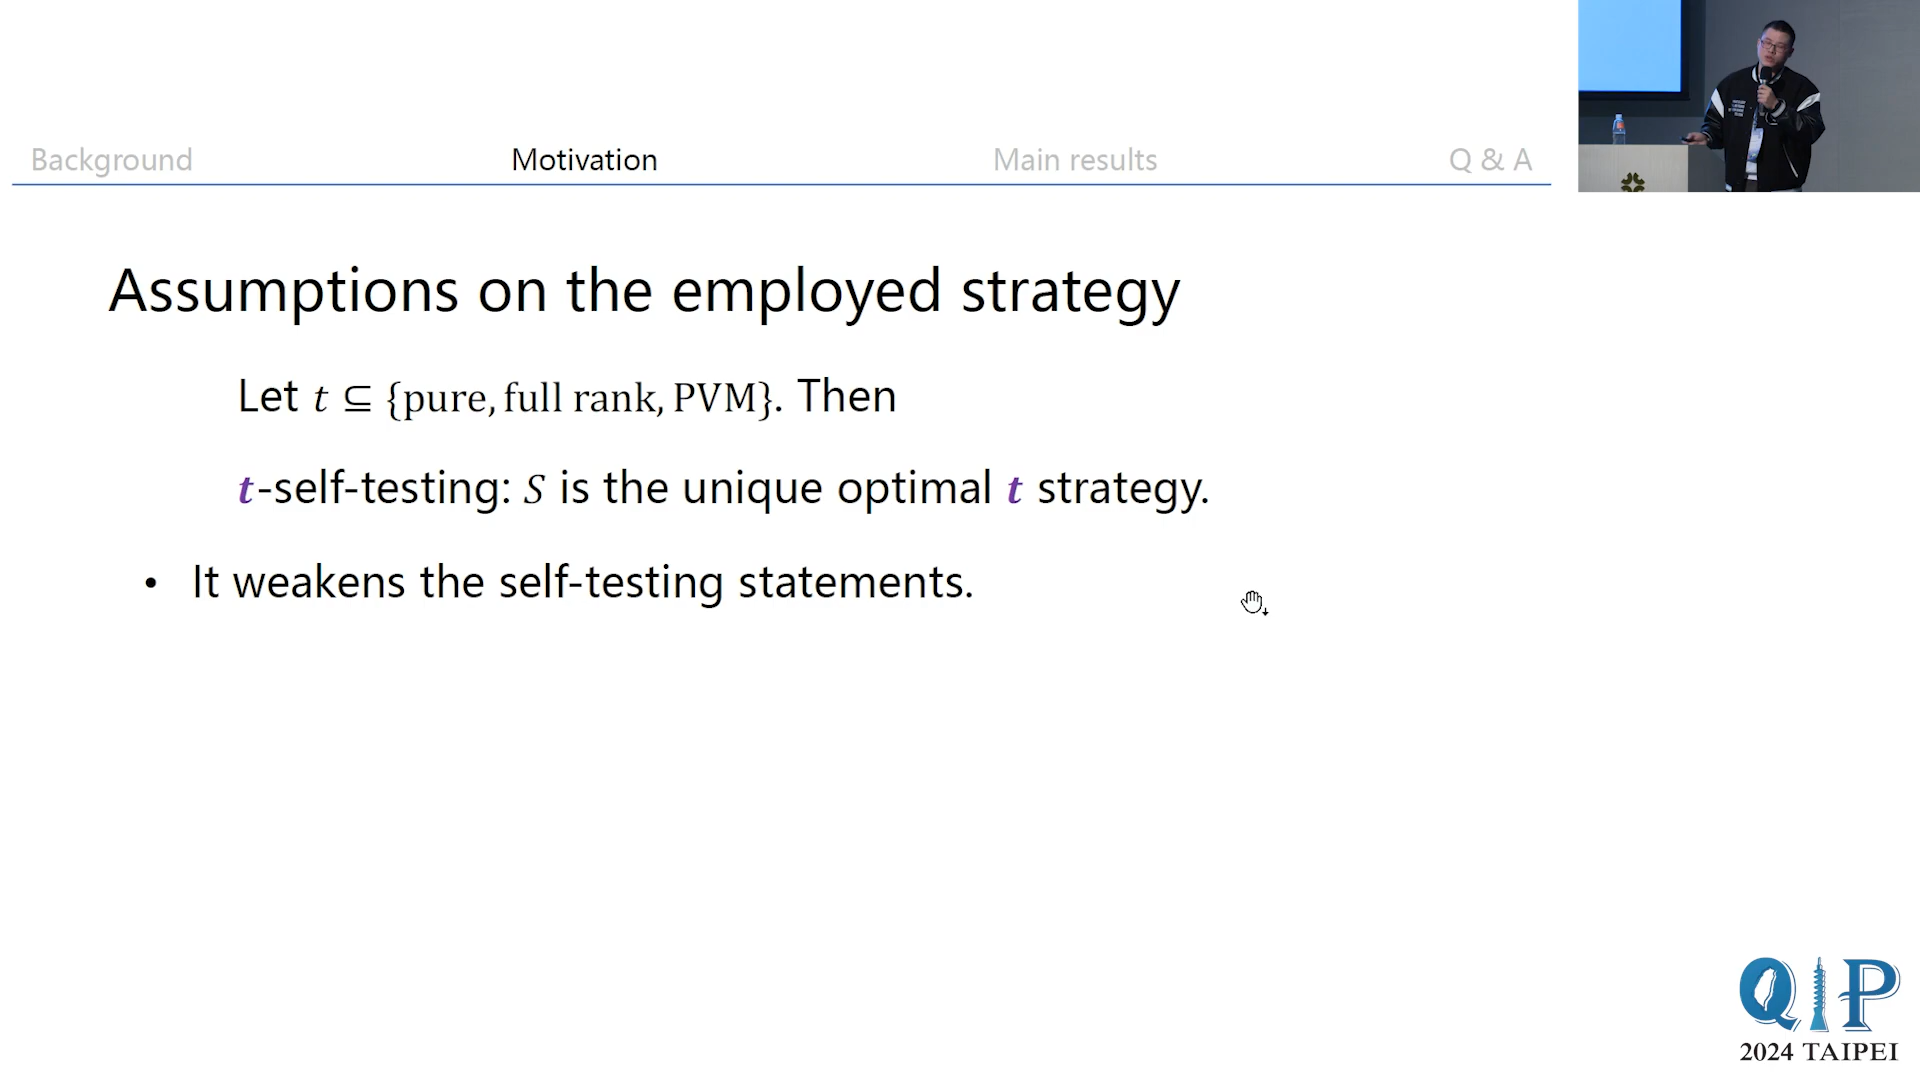 Background Motivation Main results Q & A
Assumptions on the employed strategy
Let t ⊆ {pure, full rank, PVM}. Then
t-self-testing: S is the unique optimal t strategy.
• It weakens the self-testing statements.
QIP
2024 TAIPEI